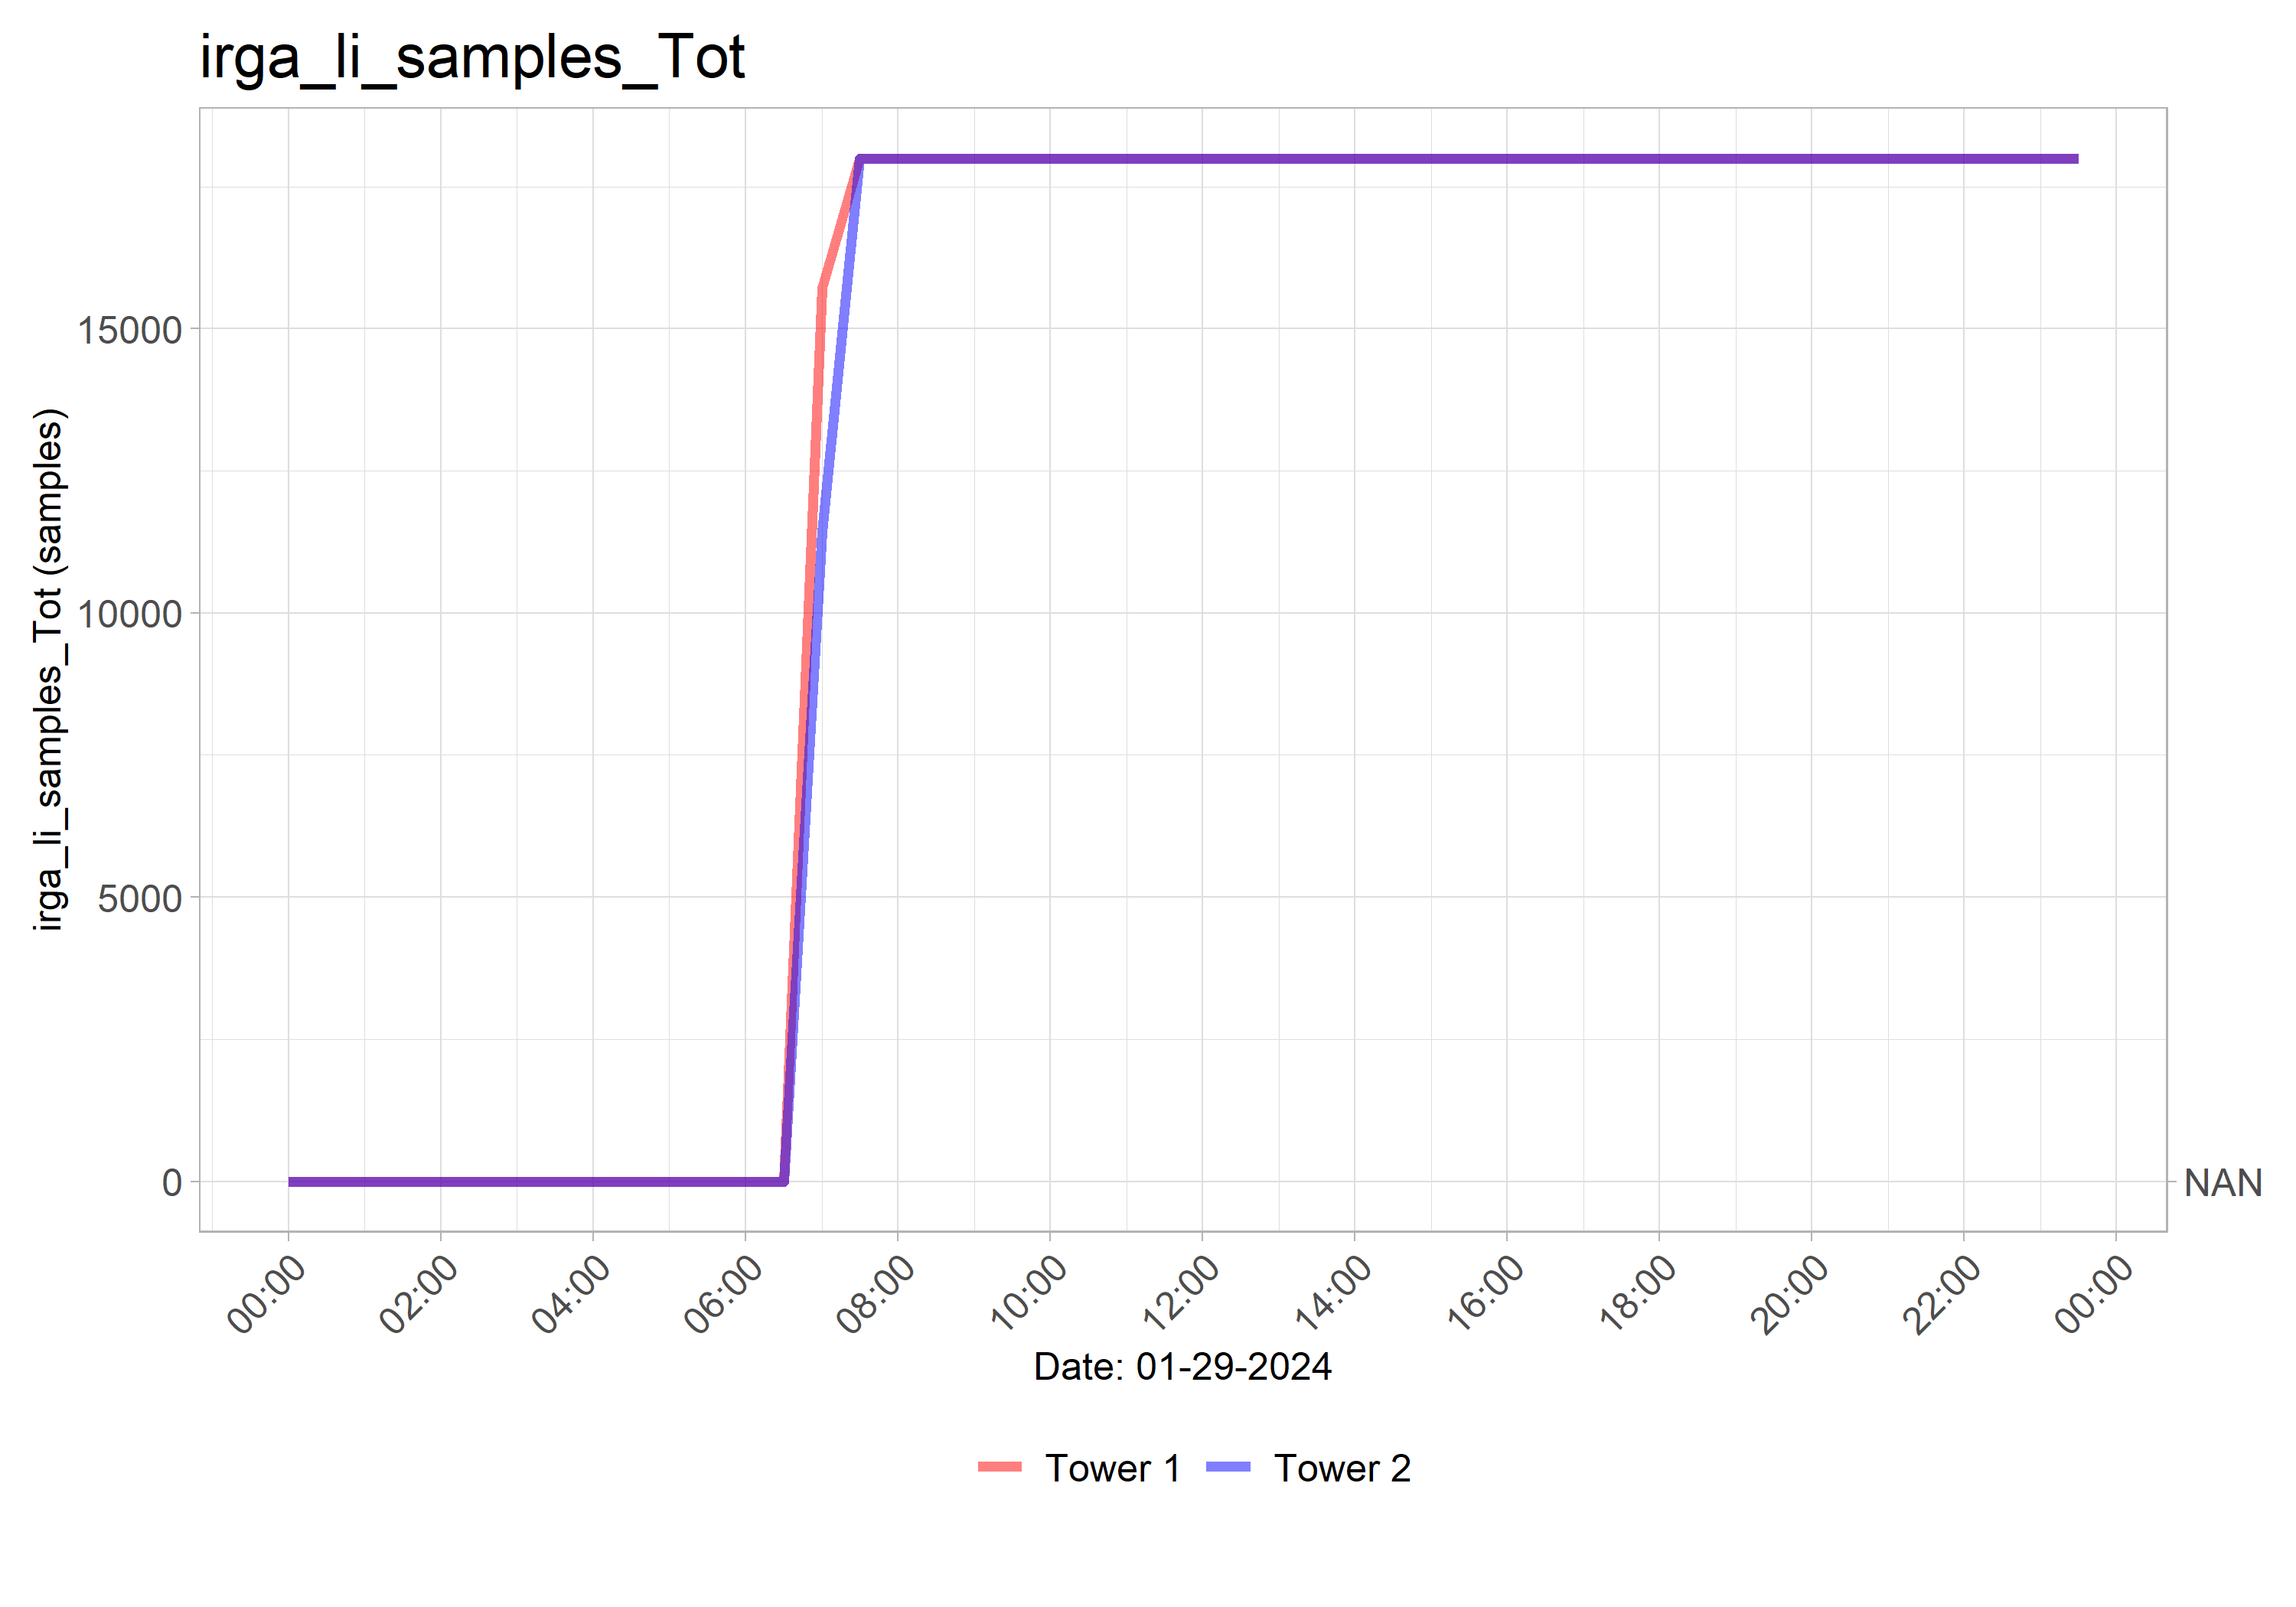 irga_li_samples_Tot
irga_li_samples_Tot (samples)
15000
10000
5000
0
NAN
00:00
02:00
04:00
06:00
08:00
10:00
12:00
14:00
16:00
18:00
20:00
22:00
00:00
Date: 01-29-2024
Tower 1
Tower 2